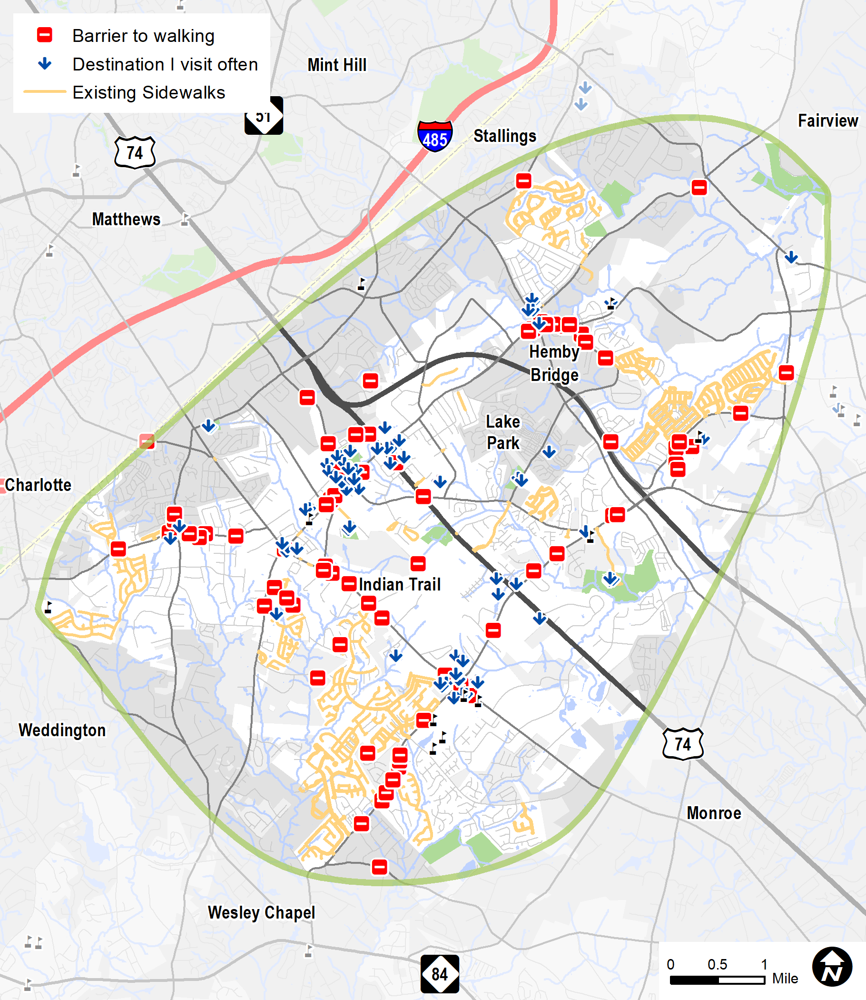 Barrier to walking
Destination I visit often
Existing Sidewalks
Mint Hill
51
Fairview
485
Stallings
74
Matthews
Hemby
Bridge
Lake
Park
Charlotte
Indian Trail
Weddington
74
Monroe
Wesley Chapel
84
0 0.5 1
Mile
N